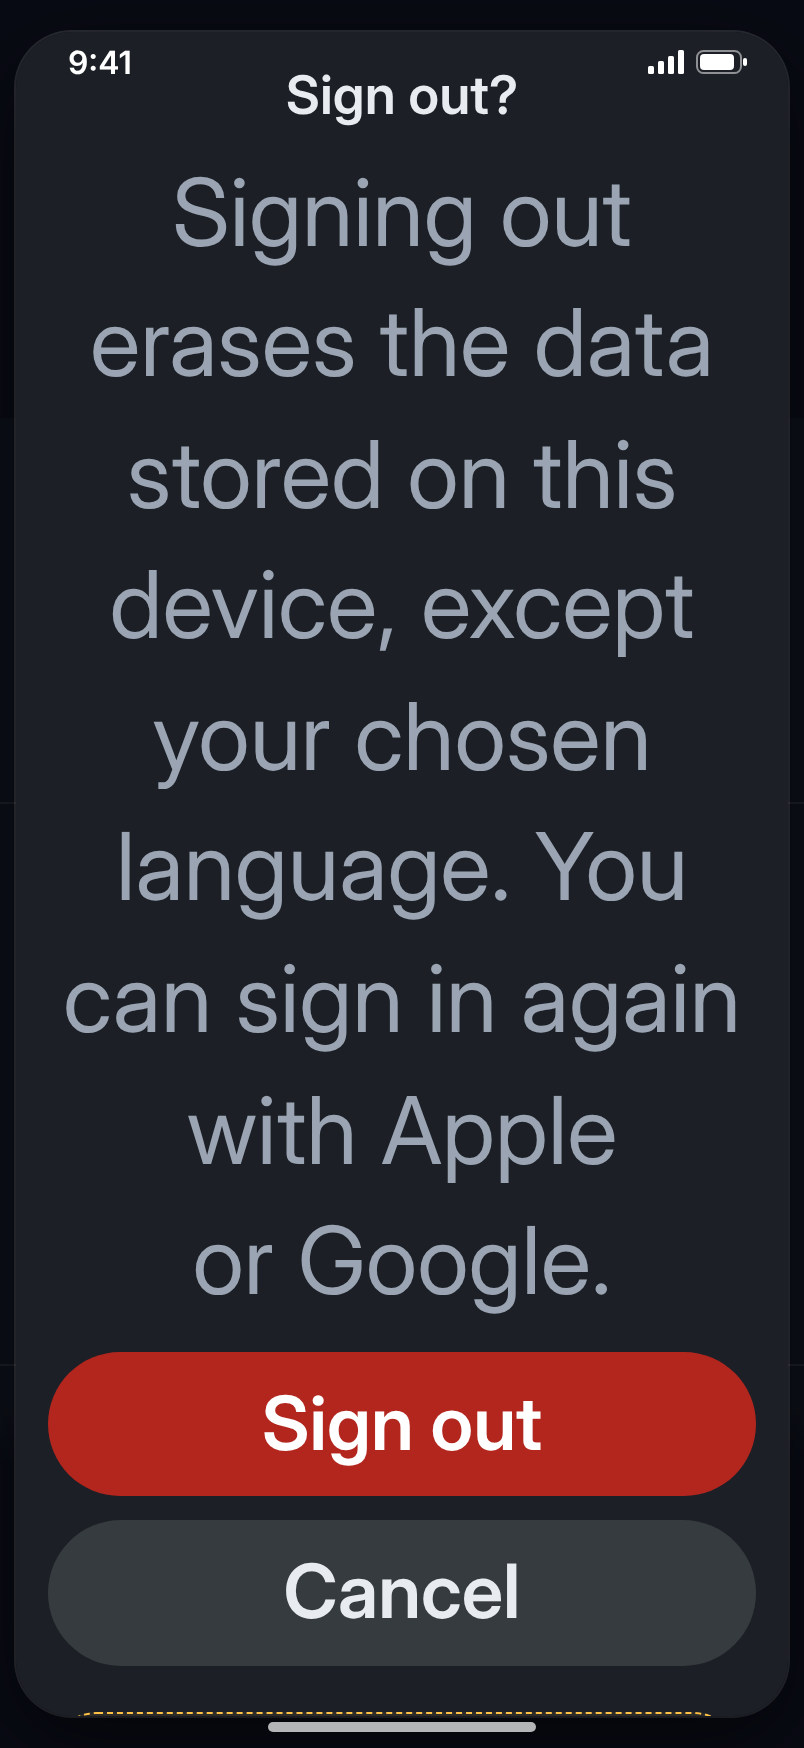 9:41
Sign out?
Signing out
erases the data
stored on this
device, except
your chosen
language. You
can sign in again
with Apple
or Google.
Sign out
Cancel